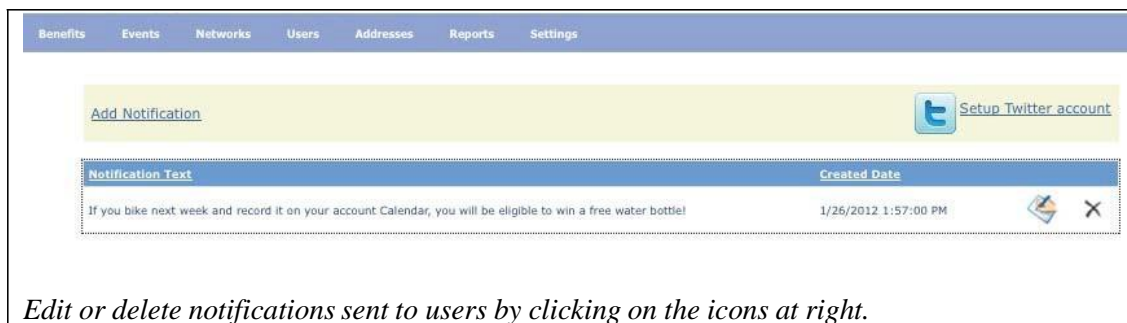 Benefits Events Networks Users Addresses Reports Settings
Add Notification Setup Twitter account
Notification Text Created Date
If you bike next week and record it on your account Calendar, you will be eligible to win a free water bottle! 1/26/2012 1:57:00 PM
Edit or delete notifications sent to users by clicking on the icons at right.